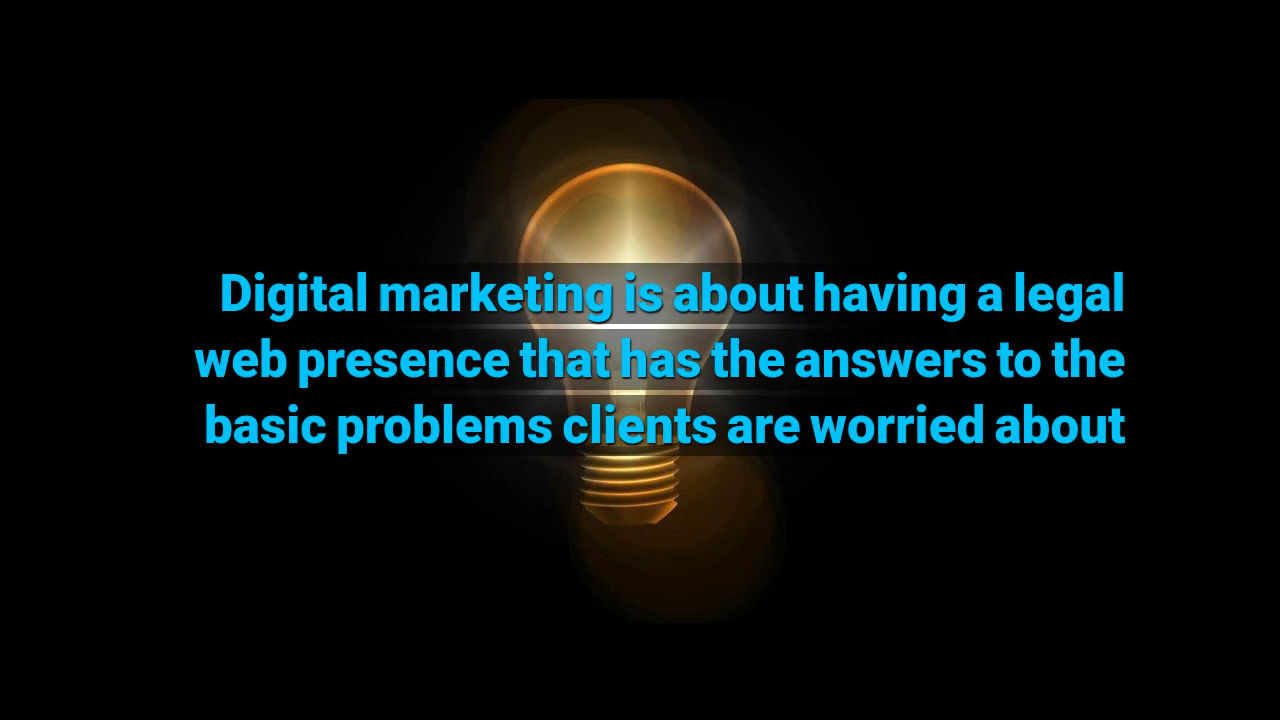 Digital marketing is about having a legal
web presence that has the answers to the
basic problems clients are worried about